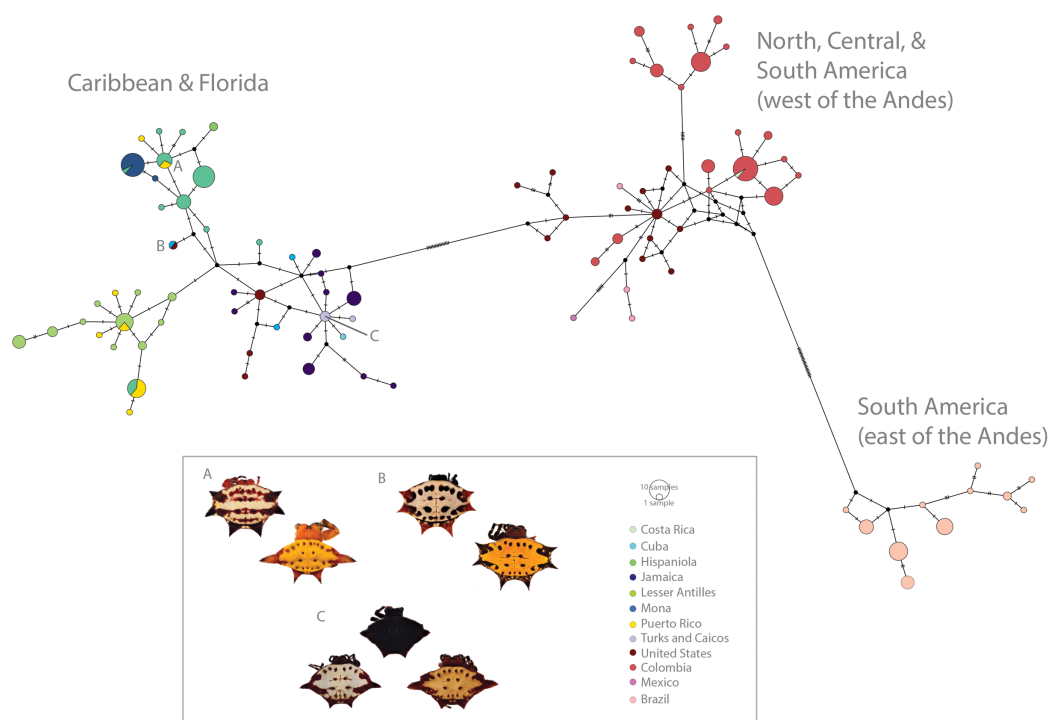 Caribbean & Florida
North, Central, &
South America
(west of the Andes)
A
B
C
South America
(east of the Andes)
A
B
C
10 samples
1 sample
Costa Rica
Cuba
Hispaniola
Jamaica
Lesser Antilles
Mona
Puerto Rico
Turks and Caicos
United States
Colombia
Mexico
Brazil